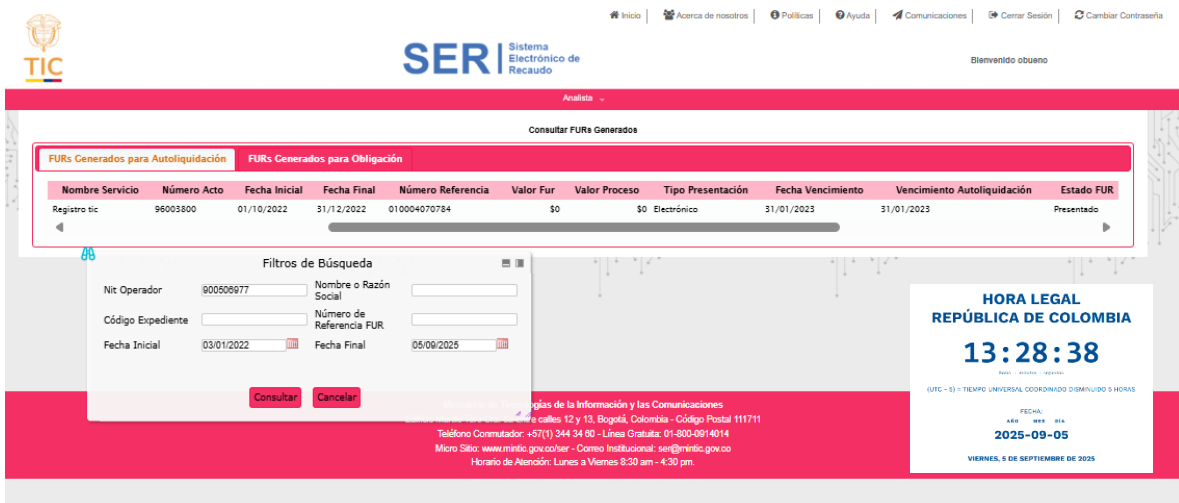 Inicio | Acerca de nosotros | Políticas | Ayuda | Comunicaciones | Cerrar Sesión | Cambiar Contraseña
TIC
SER | Sistema
Electrónico de
Recaudo
Bienvenido obueno
Analista
Consultar FURs Generados
FURs Generados para Autoliquidación FURs Generados para Obligación
Nombre Servicio Número Acto Fecha Inicial Fecha Final Número Referencia Valor Fur Valor Proceso Tipo Presentación Fecha Vencimiento Vencimiento Autoliquidación Estado FUR
Registro tic 96003800 01/10/2022 31/12/2022 010004070784 $0 $0 Electrónico 31/01/2023 31/01/2023 Presentado
Filtros de Búsqueda
Nit Operador 900506977 Nombre o Razón
Social
Código Expediente Número de
Referencia FUR
Fecha Inicial 03/01/2022 Fecha Final 05/09/2025
Consultar Cancelar
HORA LEGAL
REPÚBLICA DE COLOMBIA
13:28:38
horas minutos segundos
(UTC - 5) = TIEMPO UNIVERSAL COORDINADO DISMINUIDO 5 HORAS
FECHA:
AÑO MES DIA
2025-09-05
VIERNES, 5 DE SEPTIEMBRE DE 2025
de la Información y las Comunicaciones
calles 12 y 13, Bogotá, Colombia - Código Postal 111711
Teléfono Conmutador: +57(1) 344 34 60 - Línea Gratuita: 01-800-0914014
Micro Sitio: www.mintic.gov.co/ser - Correo Institucional: ser@mintic.gov.co
Horario de Atención: Lunes a Viernes 8:30 am - 4:30 pm.